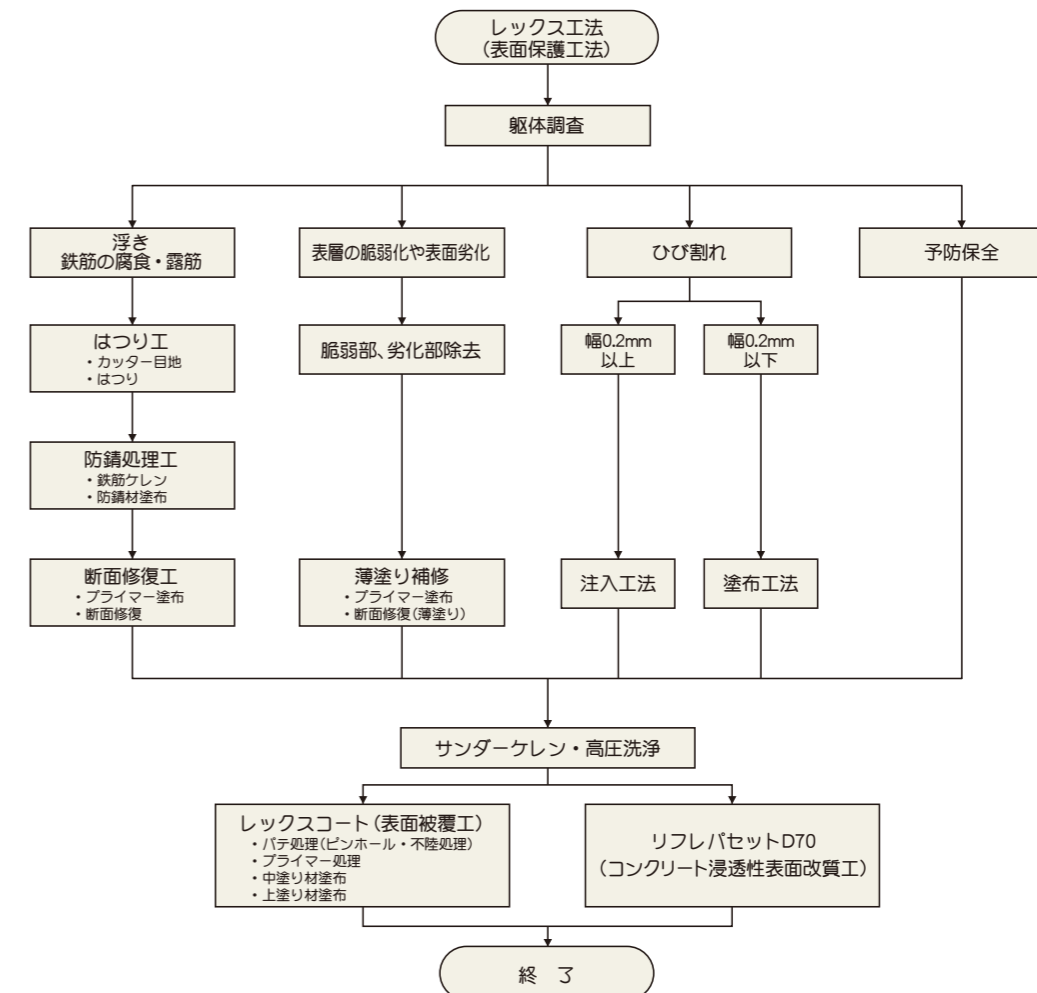 レックス工法
(表面保護工法)
躯体調査
浮き
鉄筋の腐食・露筋
表層の脆弱化や表面劣化
ひび割れ
予防保全
はつり工
・カッター目地
・はつり
脆弱部、劣化部除去
幅0.2mm
以上
幅0.2mm
以下
防錆処理工
・鉄筋ケレン
・防錆材塗布
断面修復工
・プライマー塗布
・断面修復
薄塗り補修
・プライマー塗布
・断面修復(薄塗り)
注入工法
塗布工法
サンダーケレン・高圧洗浄
レックスコート(表面被覆工)
・パテ処理(ピンホール・不陸処理)
・プライマー処理
・中塗り材塗布
・上塗り材塗布
リフレパセットD70
(コンクリート浸透性表面改質工)
終 了